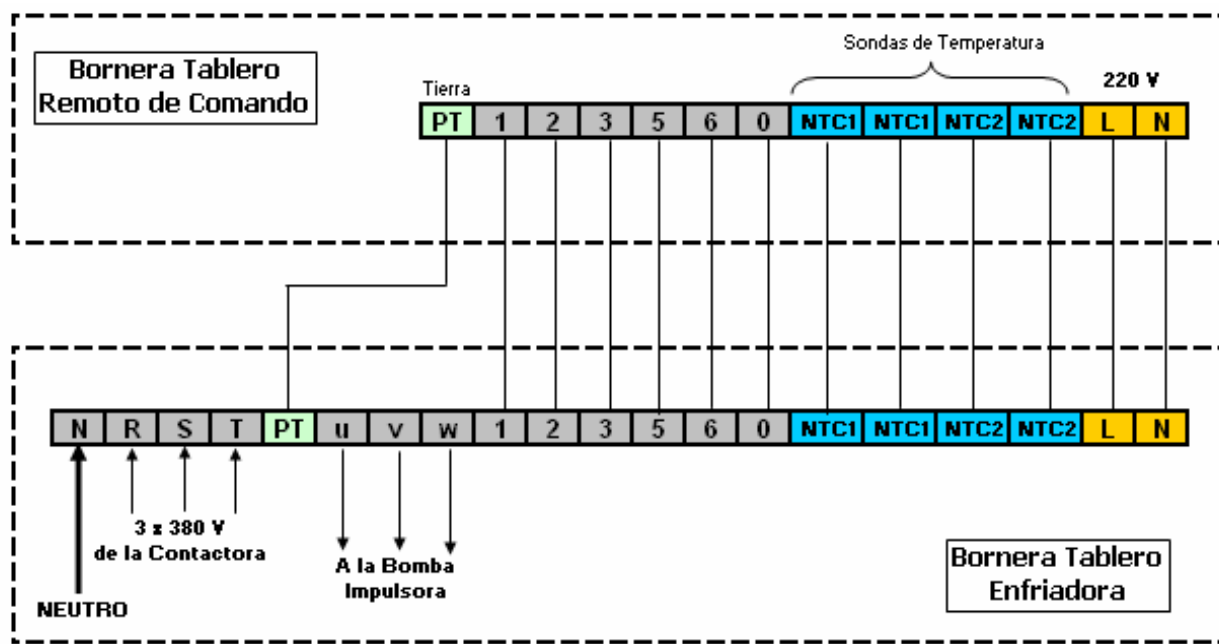 Bornera Tablero
Remoto de Comando
Sondas de Temperatura
Tierra
220 V
PT 1 2 3 5 6 0 NTC1 NTC1 NTC2 NTC2 L N
N R S T PT u v w 1 2 3 5 6 0 NTC1 NTC1 NTC2 NTC2 L N
3 x 380 V
de la Contactora
A la Bomba
Impulsora
NEUTRO
Bornera Tablero
Enfriadora